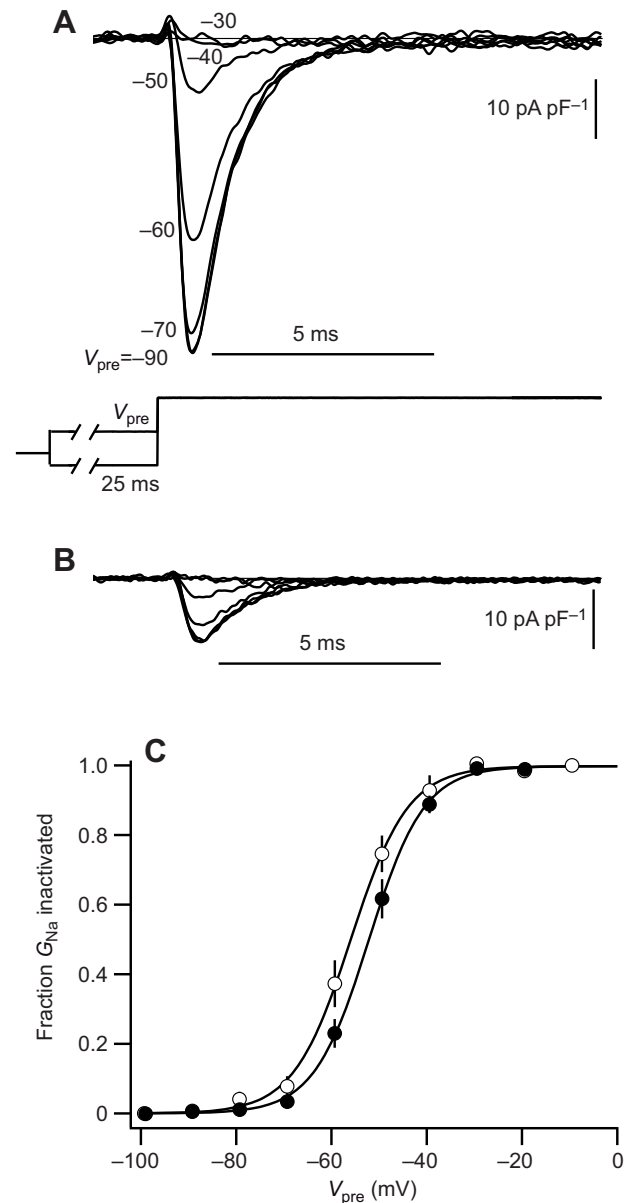 A
–30
–40
–50
10 pA pF–1
–60
–70
5 ms
Vpre=–90
Vpre
25 ms
B
10 pA pF–1
5 ms
C
1.0
0.8
0.6
0.4
0.2
0
Fraction GNa inactivated
–100 –80 –60 –40 –20 0
Vpre (mV)